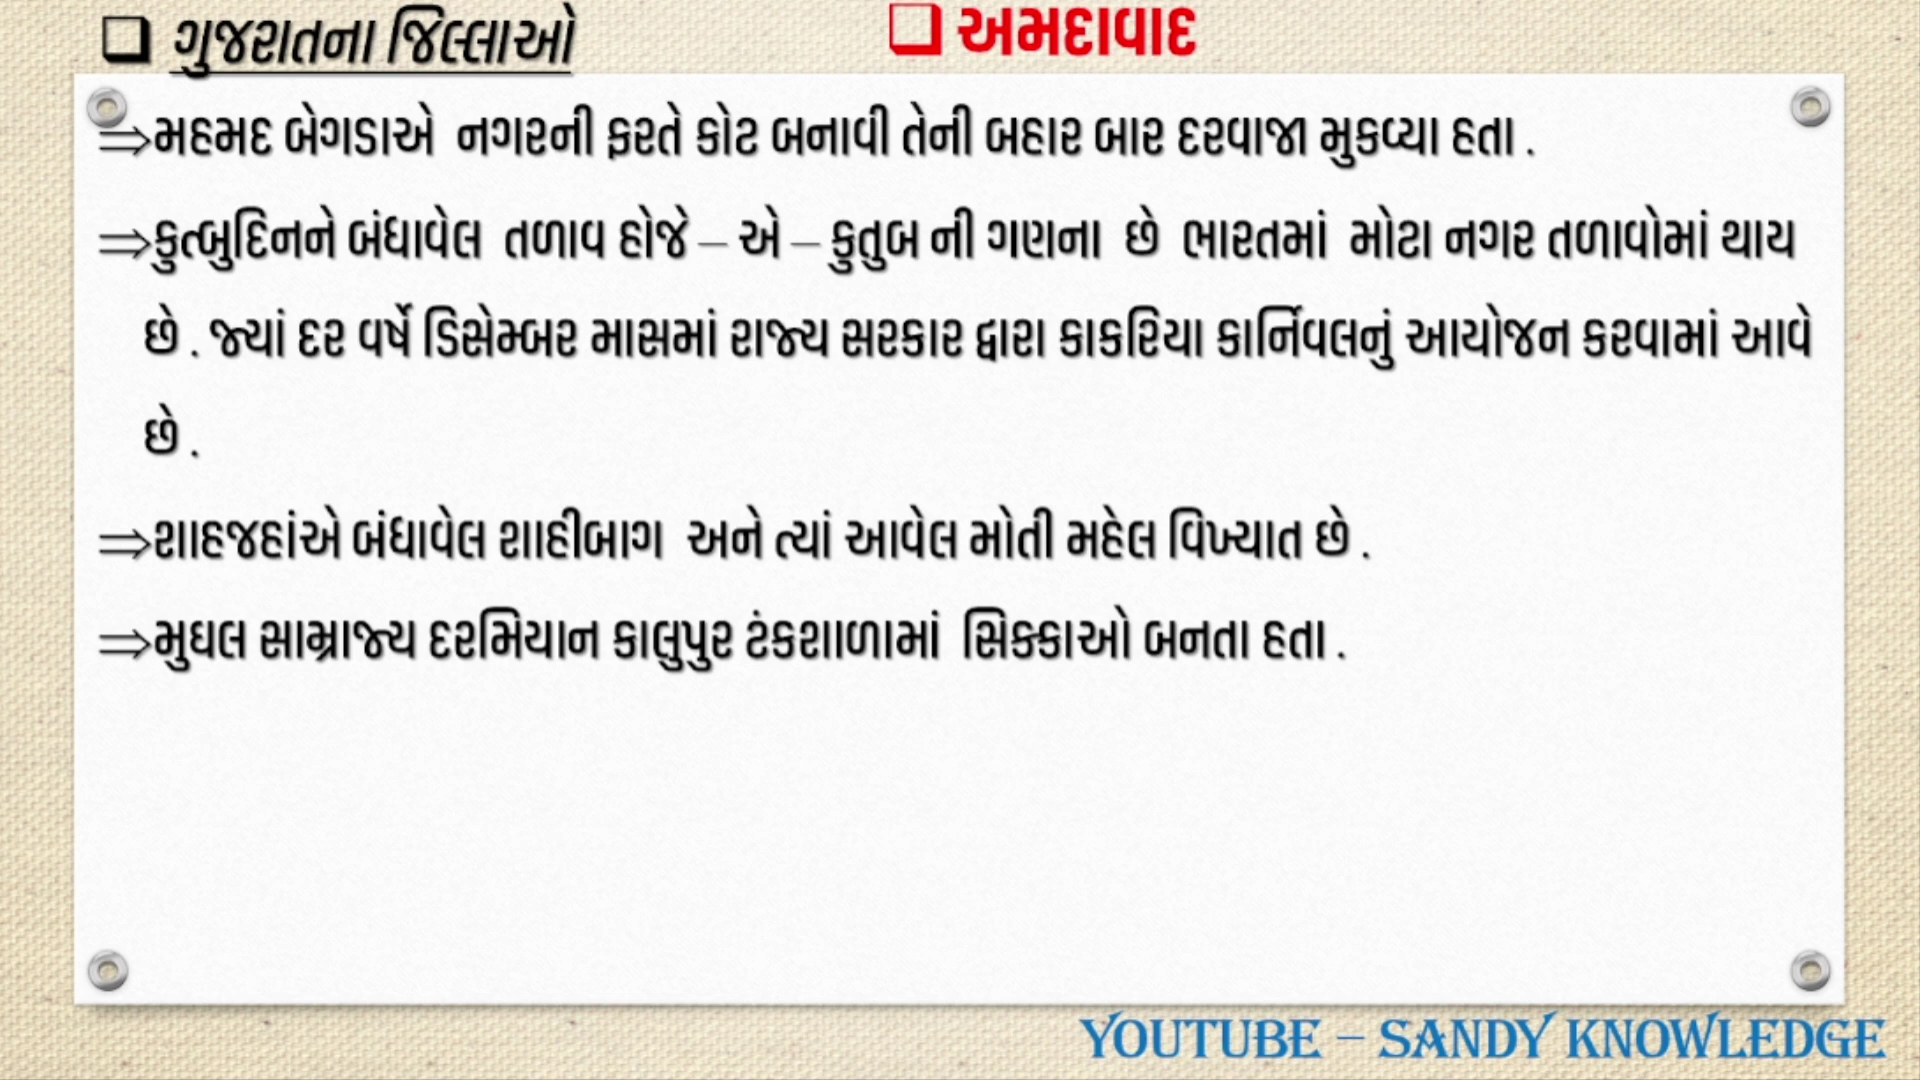 ❑ ગુજરાતના જિલ્લાઓ
❑ અમદાવાદ
⇒મહમદ બેગડાએ નગરની ફરતે કોટ બનાવી તેની બહાર બાર દરવાજા મુકવ્યા હતા .
⇒કુત્બુદિનને બંધાવેલ તળાવ હોજે – એ – કુતુબ ની ગણના છે ભારતમાં મોટા નગર તળાવોમાં થાય
છે . જ્યાં દર વર્ષે ડિસેમ્બર માસમાં રાજ્ય સરકાર દ્વારા કાકરિયા કાર્નિવલનું આયોજન કરવામાં આવે
છે .
⇒શાહજહાંએ બંધાવેલ શાહીબાગ અને ત્યાં આવેલ મોતી મહેલ વિખ્યાત છે .
⇒મુઘલ સામ્રાજ્ય દરમિયાન કાલુપુર ટંકશાળામાં સિક્કાઓ બનતા હતા .
YOUTUBE – SANDY KNOWLEDGE